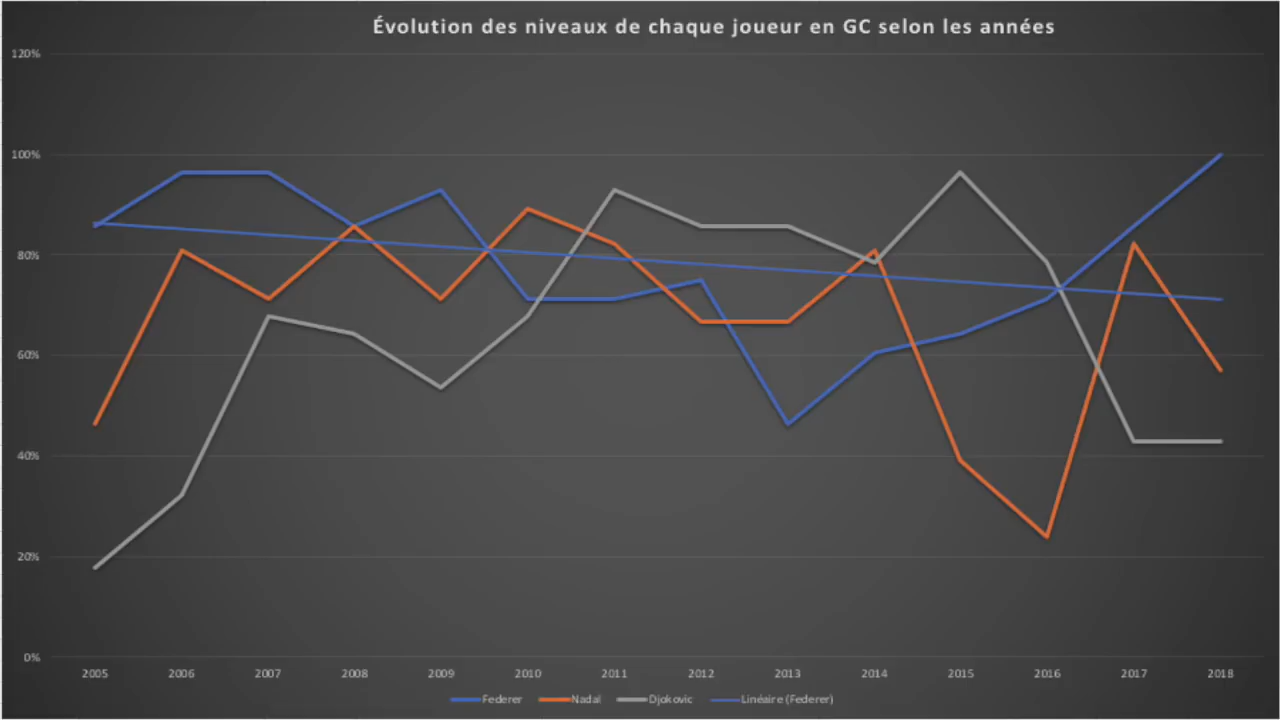 Évolution des niveaux de chaque joueur en GC selon les années
120%
100%
80%
60%
40%
20%
0%
2005 2006 2007 2008 2009 2010 2011 2012 2013 2014 2015 2016 2017 2018
Federer Nadal Djokovic Linéaire (Federer)